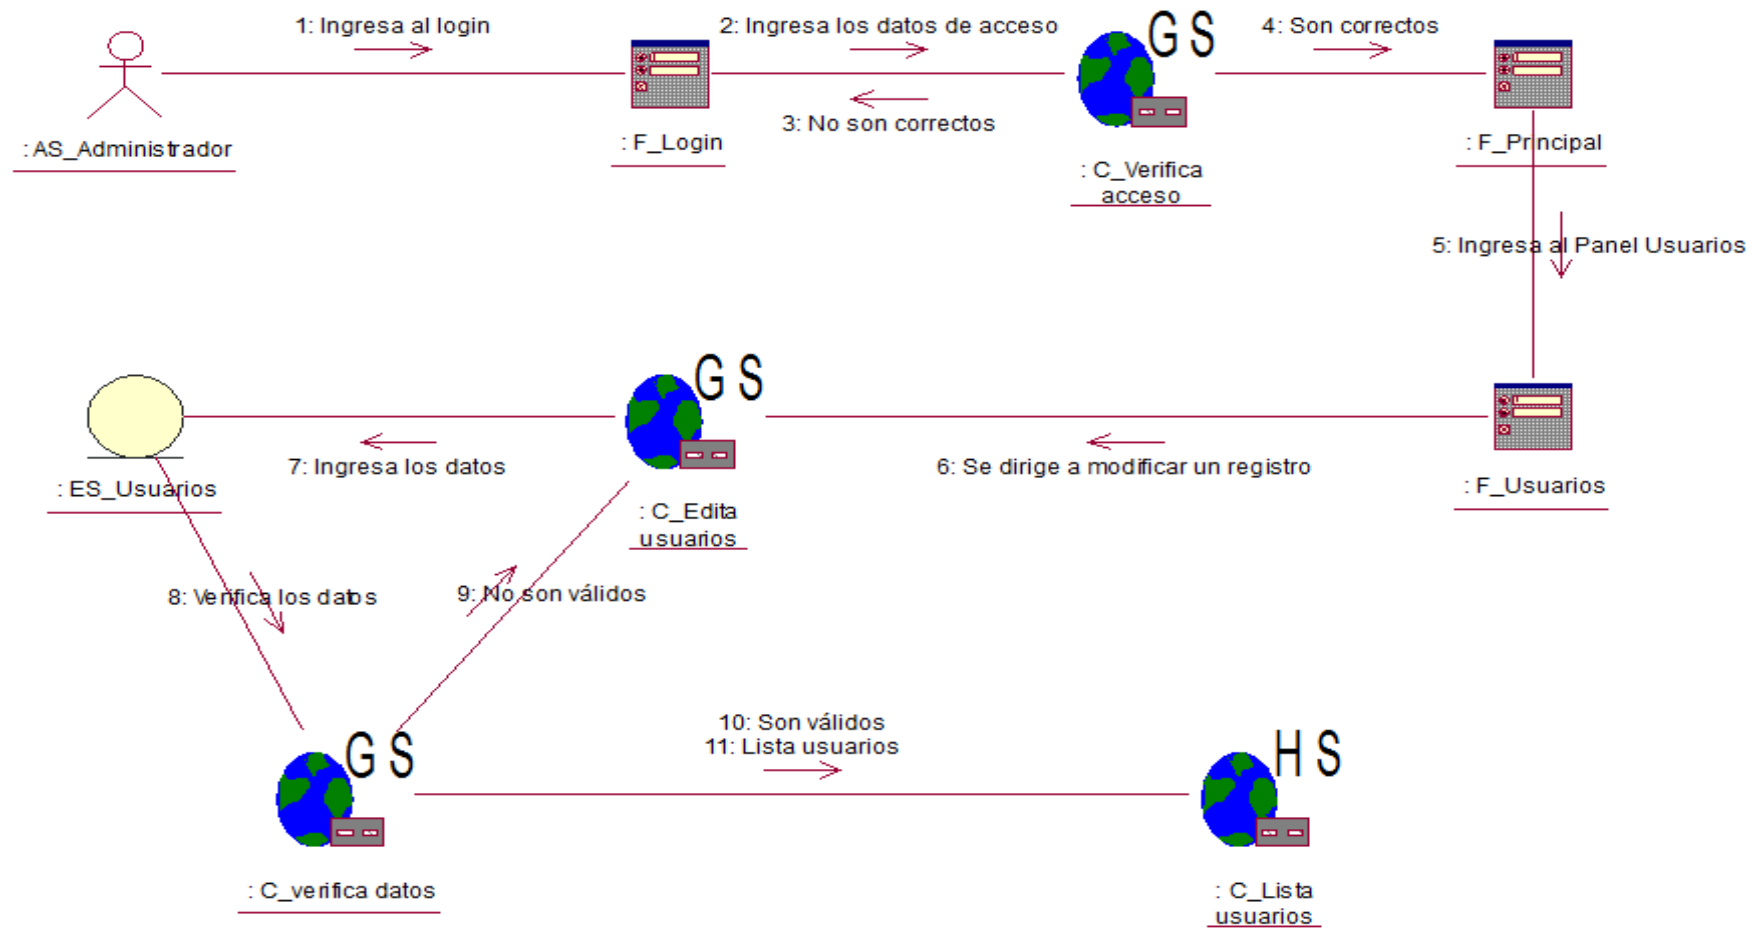 1: Ingresa al login
2: Ingresa los datos de acceso
G S
4: Son correctos
3: No son correctos
: AS_Administrador
: F_Login
: C_Verifica
acceso
: F_Principal
5: Ingresa al Panel Usuarios
G S
7: Ingresa los datos
6: Se dirige a modificar un registro
: ES_Usuarios
: C_Edita
usuarios
: F_Usuarios
8: Verifica los datos
9: No son válidos
G S
10: Son válidos
11: Lista usuarios
H S
: C_verifica datos
: C_Lista
usuarios